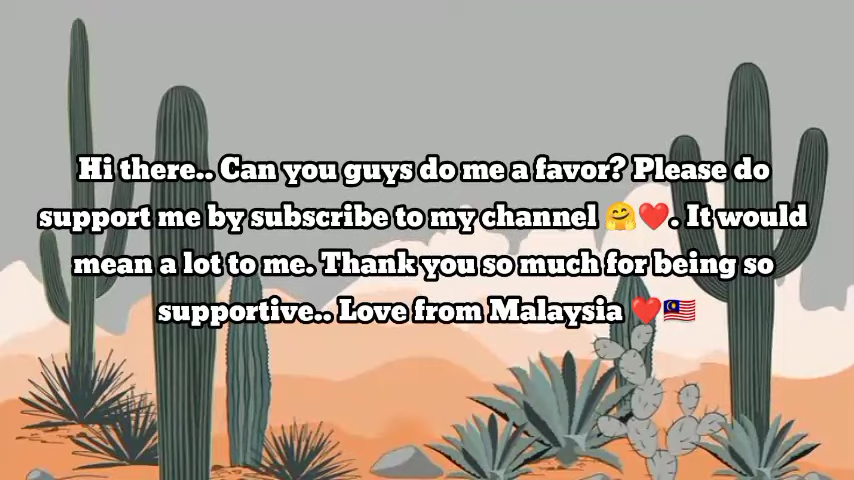 Hi there.. Can you guys do me a favor? Please do
support me by subscribe to my channel 🤗❤️. It would
mean a lot to me. Thank you so much for being so
supportive.. Love from Malaysia ❤️🇲🇾